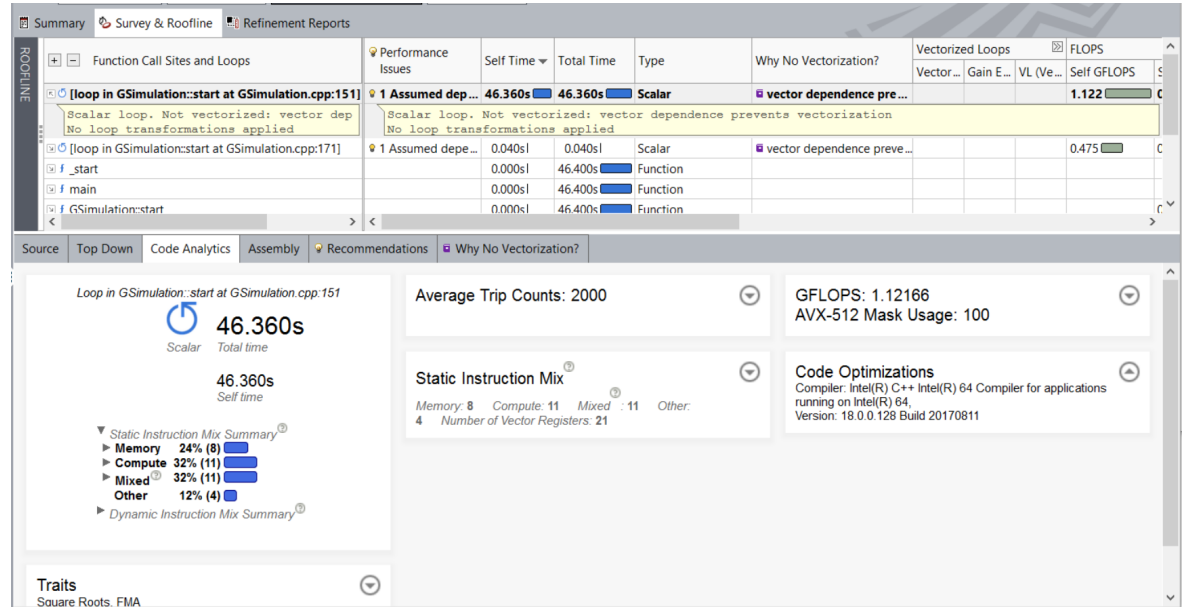 Summary Survey & Roofline Refinement Reports
ROOFLINE
+ - Function Call Sites and Loops
Performance Issues
Self Time
Total Time
Type
Why No Vectorization?
Vectorized Loops
FLOPS
Vector... Gain E... VL (Ve... Self GFLOPS
[loop in GSimulation::start at GSimulation.cpp:151] 1 Assumed dep... 46.360s 46.360s Scalar vector dependence pre... 1.122
Scalar loop. Not vectorized: vector dep
No loop transformations applied
Scalar loop. Not vectorized: vector dependence prevents vectorization
No loop transformations applied
[loop in GSimulation::start at GSimulation.cpp:171] 1 Assumed depe... 0.040s 0.040s Scalar vector dependence preve... 0.475
f _start 0.000s 46.400s Function
f main 0.000s 46.400s Function
f GSimulation::start 0.000s 46.400s Function
Source Top Down Code Analytics Assembly Recommendations Why No Vectorization?
Loop in GSimulation::start at GSimulation.cpp:151
46.360s
Scalar Total time
46.360s
Self time
Static Instruction Mix Summary
Memory 24% (8)
Compute 32% (11)
Mixed 32% (11)
Other 12% (4)
Dynamic Instruction Mix Summary
Traits
Square Roots, FMA
Average Trip Counts: 2000
Static Instruction Mix
Memory: 8 Compute: 11 Mixed : 11 Other:
4 Number of Vector Registers: 21
GFLOPS: 1.12166
AVX-512 Mask Usage: 100
Code Optimizations
Compiler: Intel(R) C++ Intel(R) 64 Compiler for applications
running on Intel(R) 64,
Version: 18.0.0.128 Build 20170811